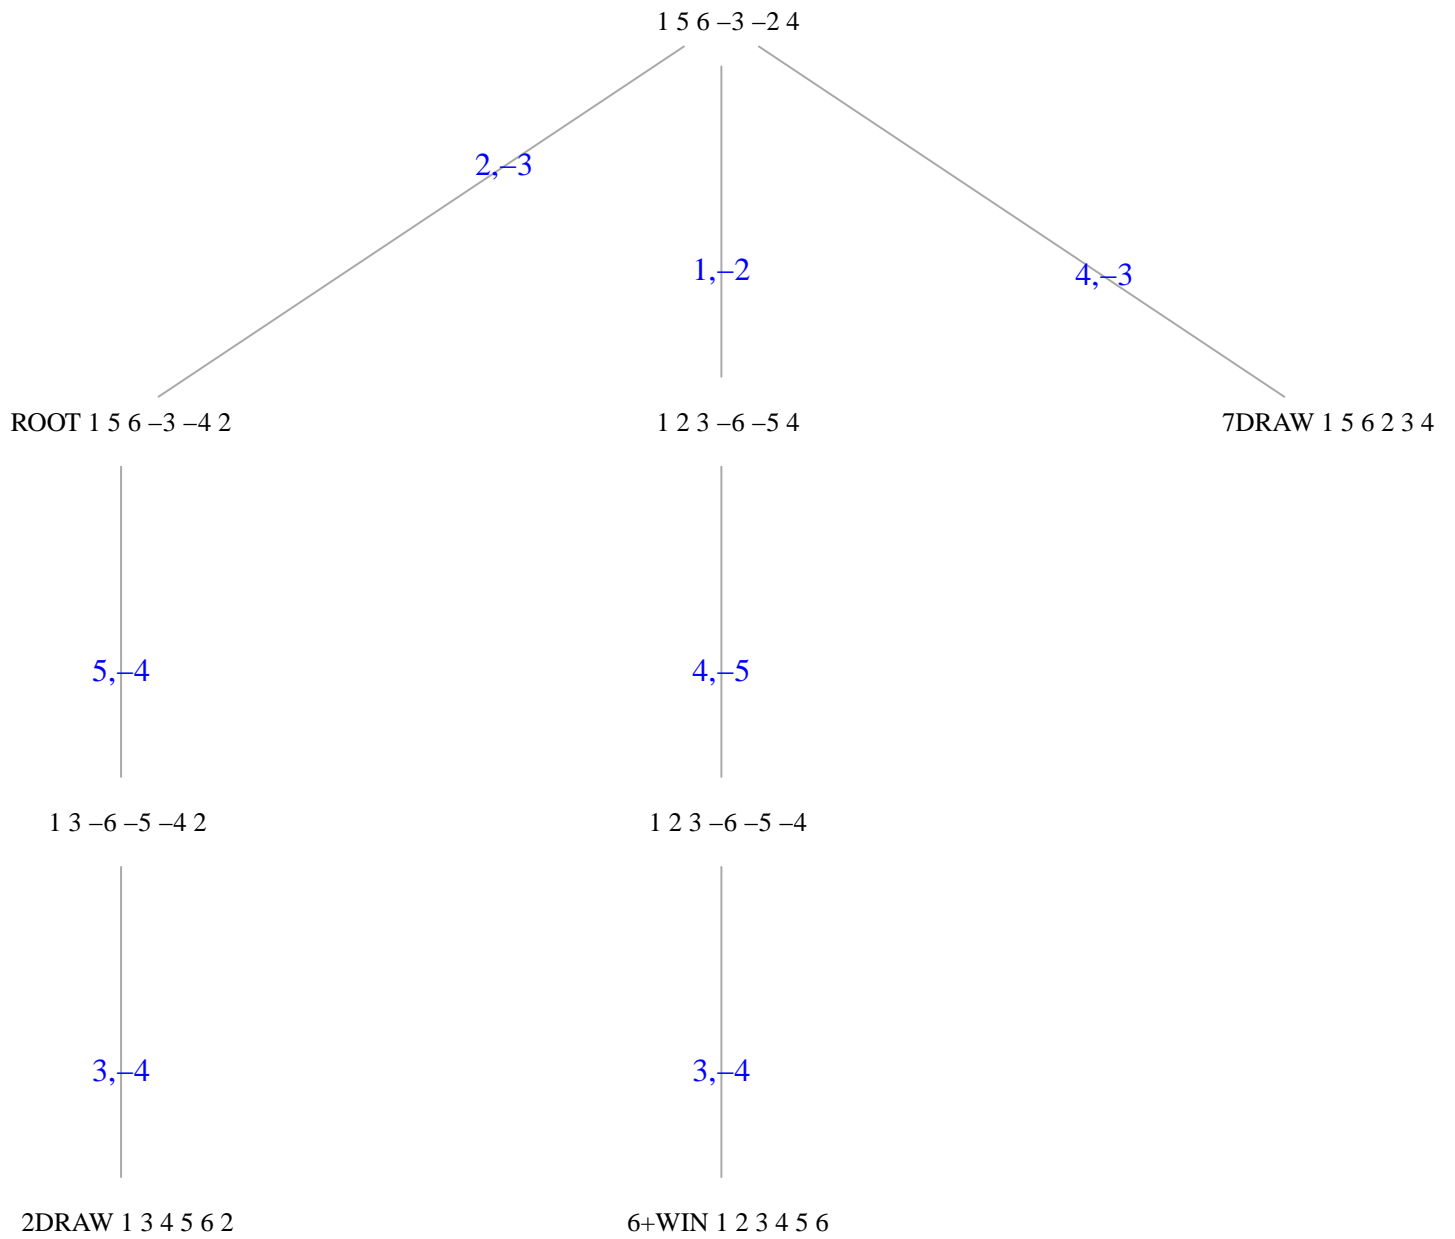 1 5 6 –3 –2 4
2,–3
1,–2
4,–3
ROOT 1 5 6 –3 –4 2
1 2 3 –6 –5 4
7DRAW 1 5 6 2 3 4
5,–4
4,–5
1 3 –6 –5 –4 2
1 2 3 –6 –5 –4
3,–4
3,–4
2DRAW 1 3 4 5 6 2
6+WIN 1 2 3 4 5 6